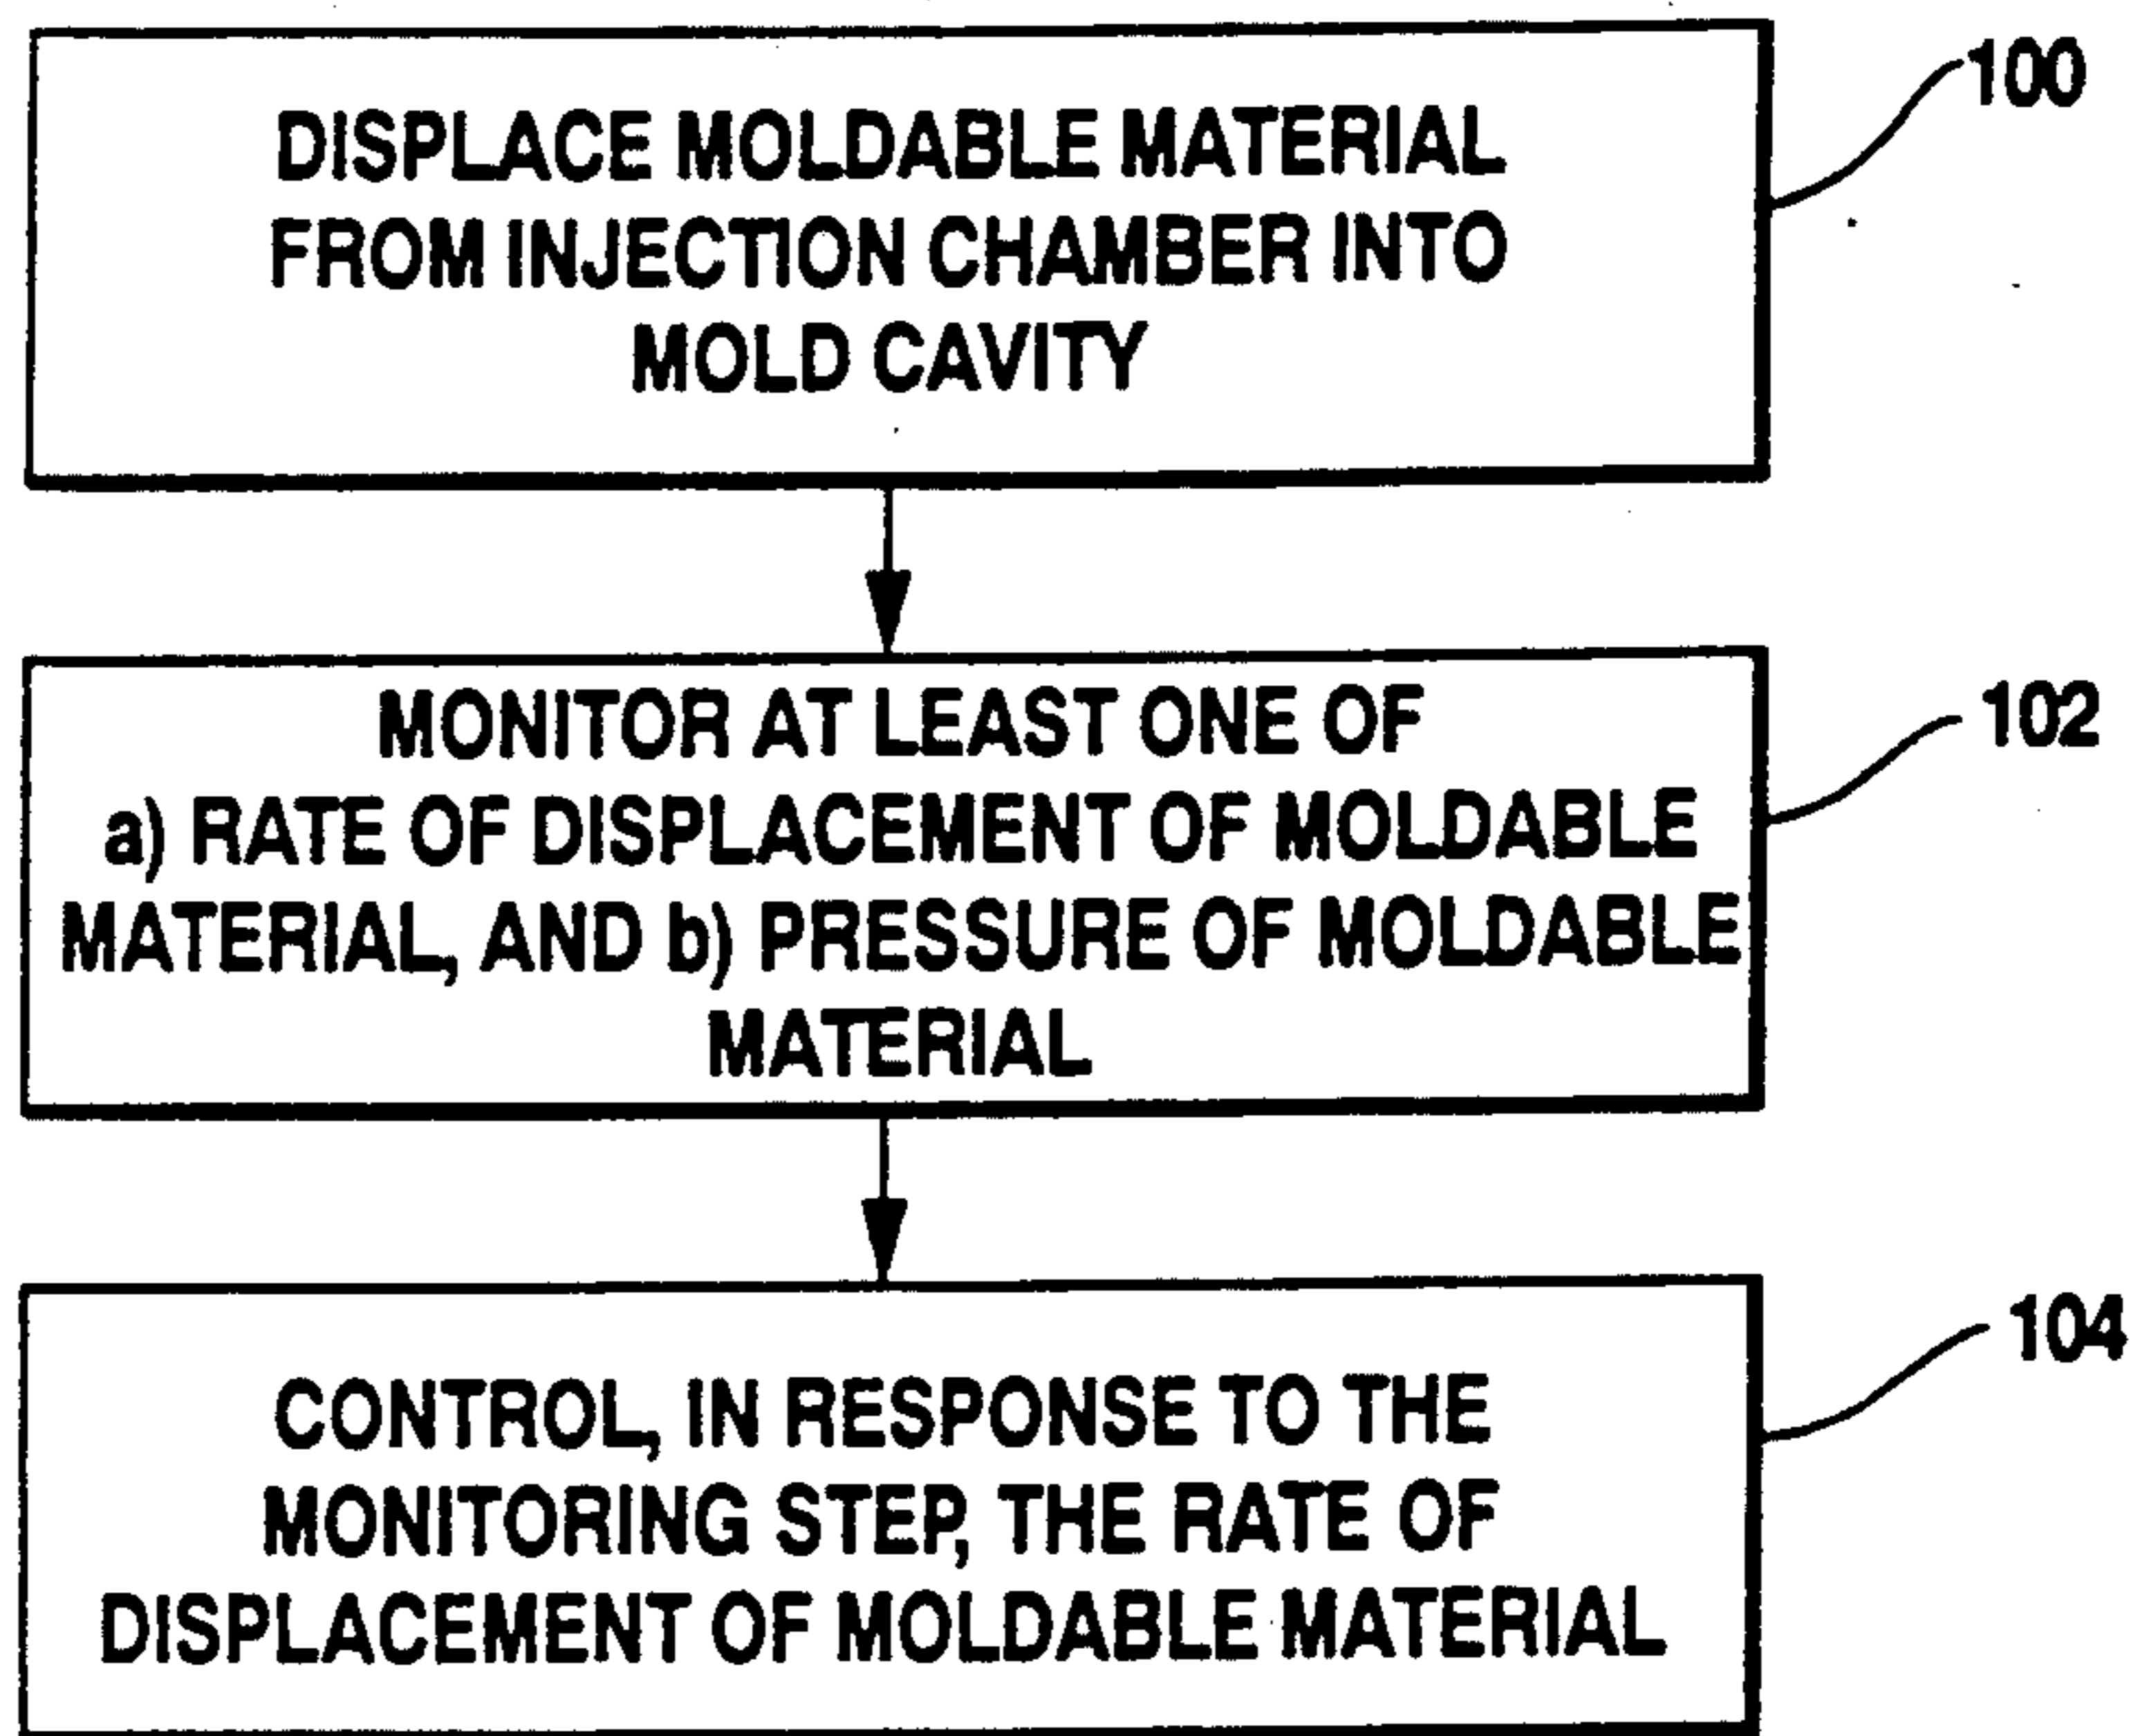 DISPLACE MOLDABLE MATERIAL
FROM INJECTION CHAMBER INTO
MOLD CAVITY
100
MONITOR AT LEAST ONE OF
a) RATE OF DISPLACEMENT OF MOLDABLE
MATERIAL, AND b) PRESSURE OF MOLDABLE
MATERIAL
102
CONTROL, IN RESPONSE TO THE
MONITORING STEP, THE RATE OF
DISPLACEMENT OF MOLDABLE MATERIAL
104